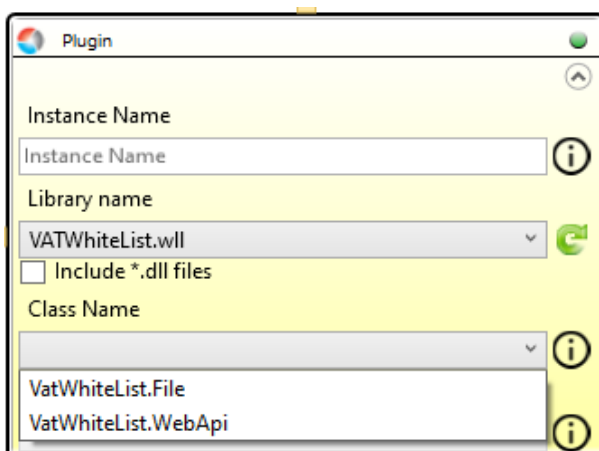 Plugin
Instance Name
Instance Name
Library name
VATWhiteList.wll
Include *.dll files
Class Name
VatWhiteList.File
VatWhiteList.WebApi